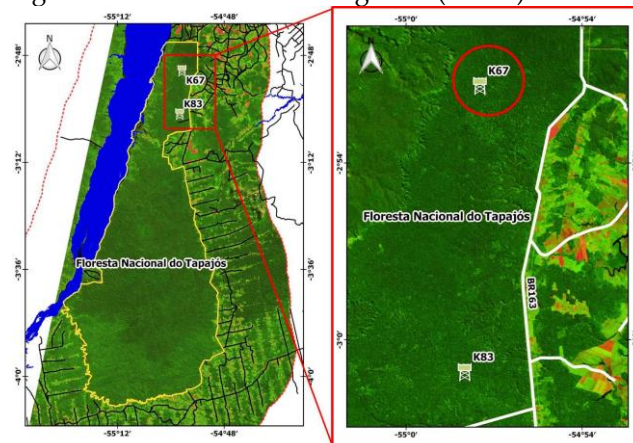 -55°12' -54°48'
-2°48'
K67
K83
-3°12'
Floresta Nacional do Tapajós
-3°36'
-4°0'
-55°12' -54°48'
-55°0' -54°54'
K67
-2°54'
Floresta Nacional do Tapajós
BR163
-3°0'
K83
-55°0' -54°54'